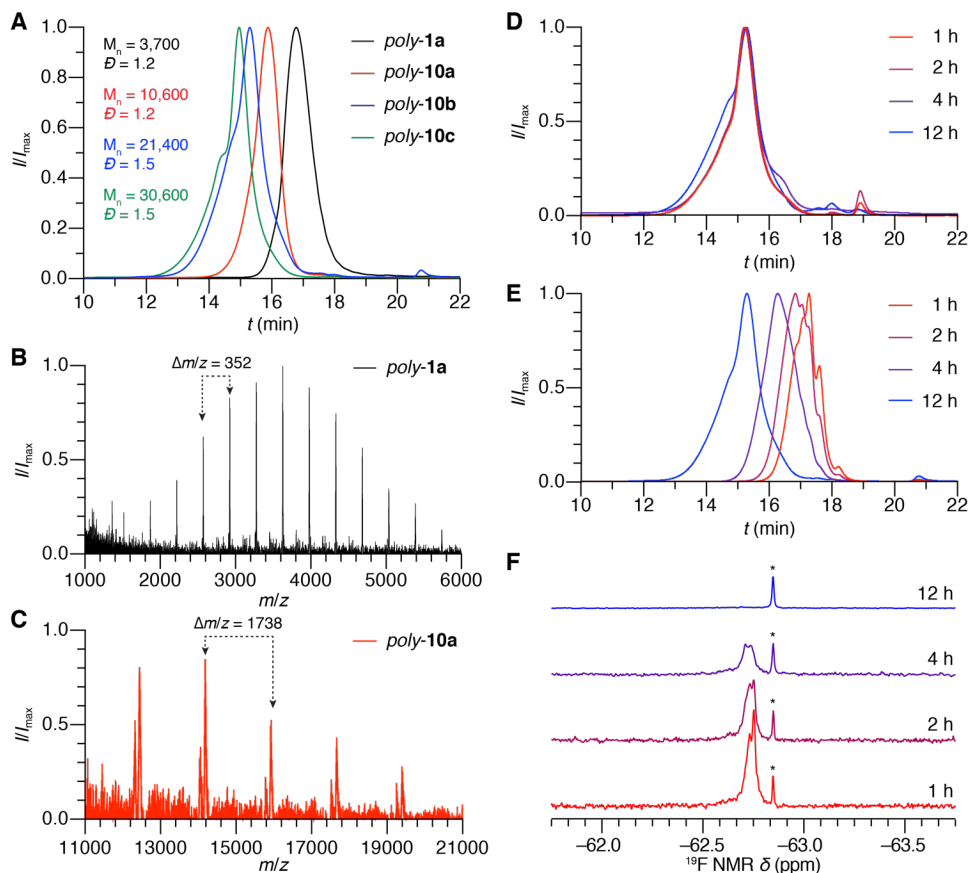 A
I/Imax
1.0
0.8
0.6
0.4
0.2
0.0
10 12 14 16 18 20 22
t (min)
Mn = 3,700
Đ = 1.2
Mn = 10,600
Đ = 1.2
Mn = 21,400
Đ = 1.5
Mn = 30,600
Đ = 1.5
poly-1a
poly-10a
poly-10b
poly-10c
B
I/Imax
1.0
0.5
0.0
Δm/z = 352
poly-1a
1000 2000 3000 4000 5000 6000
m/z
C
I/Imax
1.0
0.5
0.0
Δm/z = 1738
poly-10a
11000 13000 15000 17000 19000 21000
m/z
D
I/Imax
1.0
0.5
0.0
1 h
2 h
4 h
12 h
10 12 14 16 18 20 22
t (min)
E
I/Imax
1.0
0.5
0.0
1 h
2 h
4 h
12 h
10 12 14 16 18 20 22
t (min)
F
* 12 h
* 4 h
* 2 h
* 1 h
–62.0 –62.5 –63.0 –63.5
19F NMR δ (ppm)